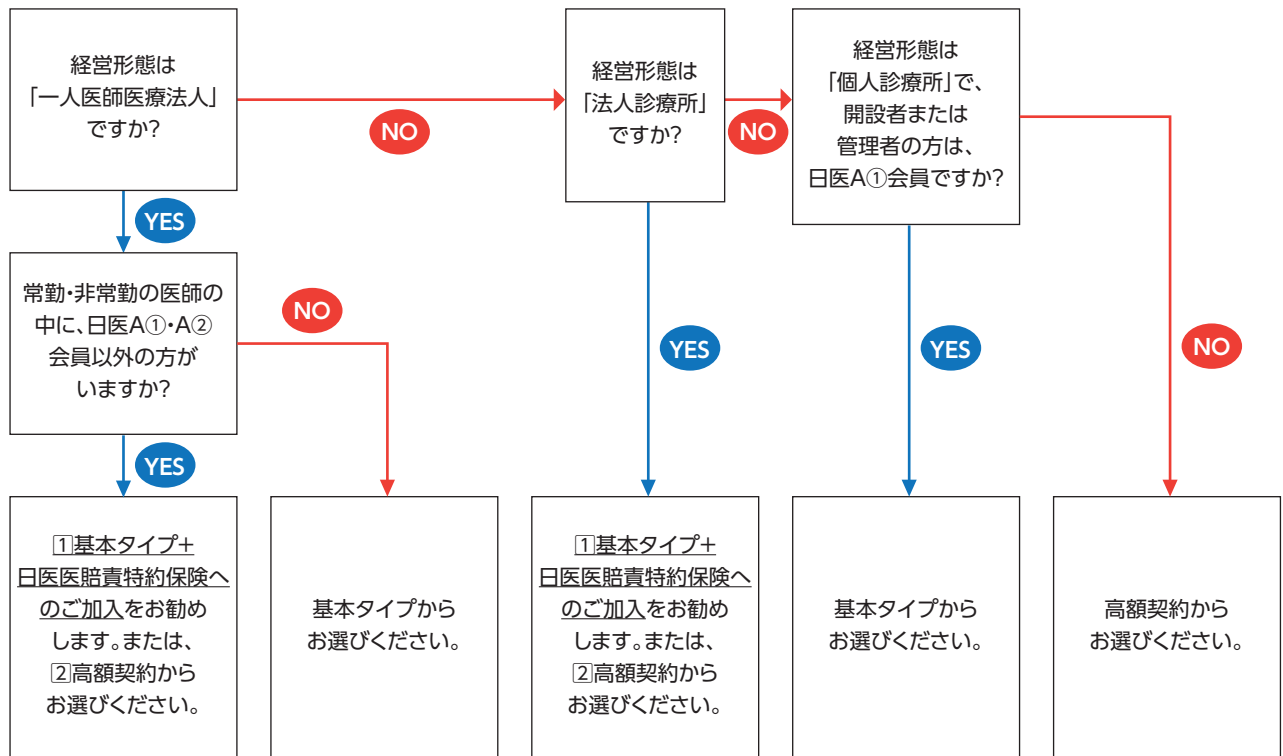 経営形態は
「一人医師医療法人」
ですか?
NO
経営形態は
「法人診療所」
ですか?
NO
経営形態は
「個人診療所」で、
開設者または
管理者の方は、
日医A①会員ですか?
YES
常勤・非常勤の医師の
中に、日医A①・A②
会員以外の方が
いますか?
NO
YES
YES
NO
YES
1基本タイプ+
日医医賠責特約保険へ
のご加入をお勧め
します。または、
2高額契約から
お選びください。
基本タイプから
お選びください。
1基本タイプ+
日医医賠責特約保険へ
のご加入をお勧め
します。または、
2高額契約から
お選びください。
基本タイプから
お選びください。
高額契約から
お選びください。